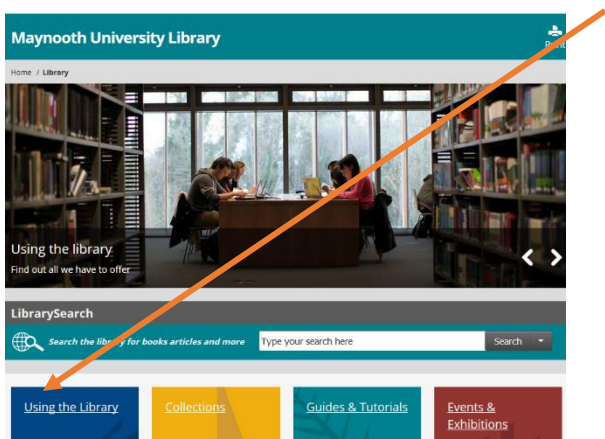 Maynooth University Library
Print
Home / Library
Using the library
Find out all we have to offer
LibrarySearch
Search the library for books articles and more
Type your search here
Search
Using the Library
Collections
Guides & Tutorials
Events &
Exhibitions